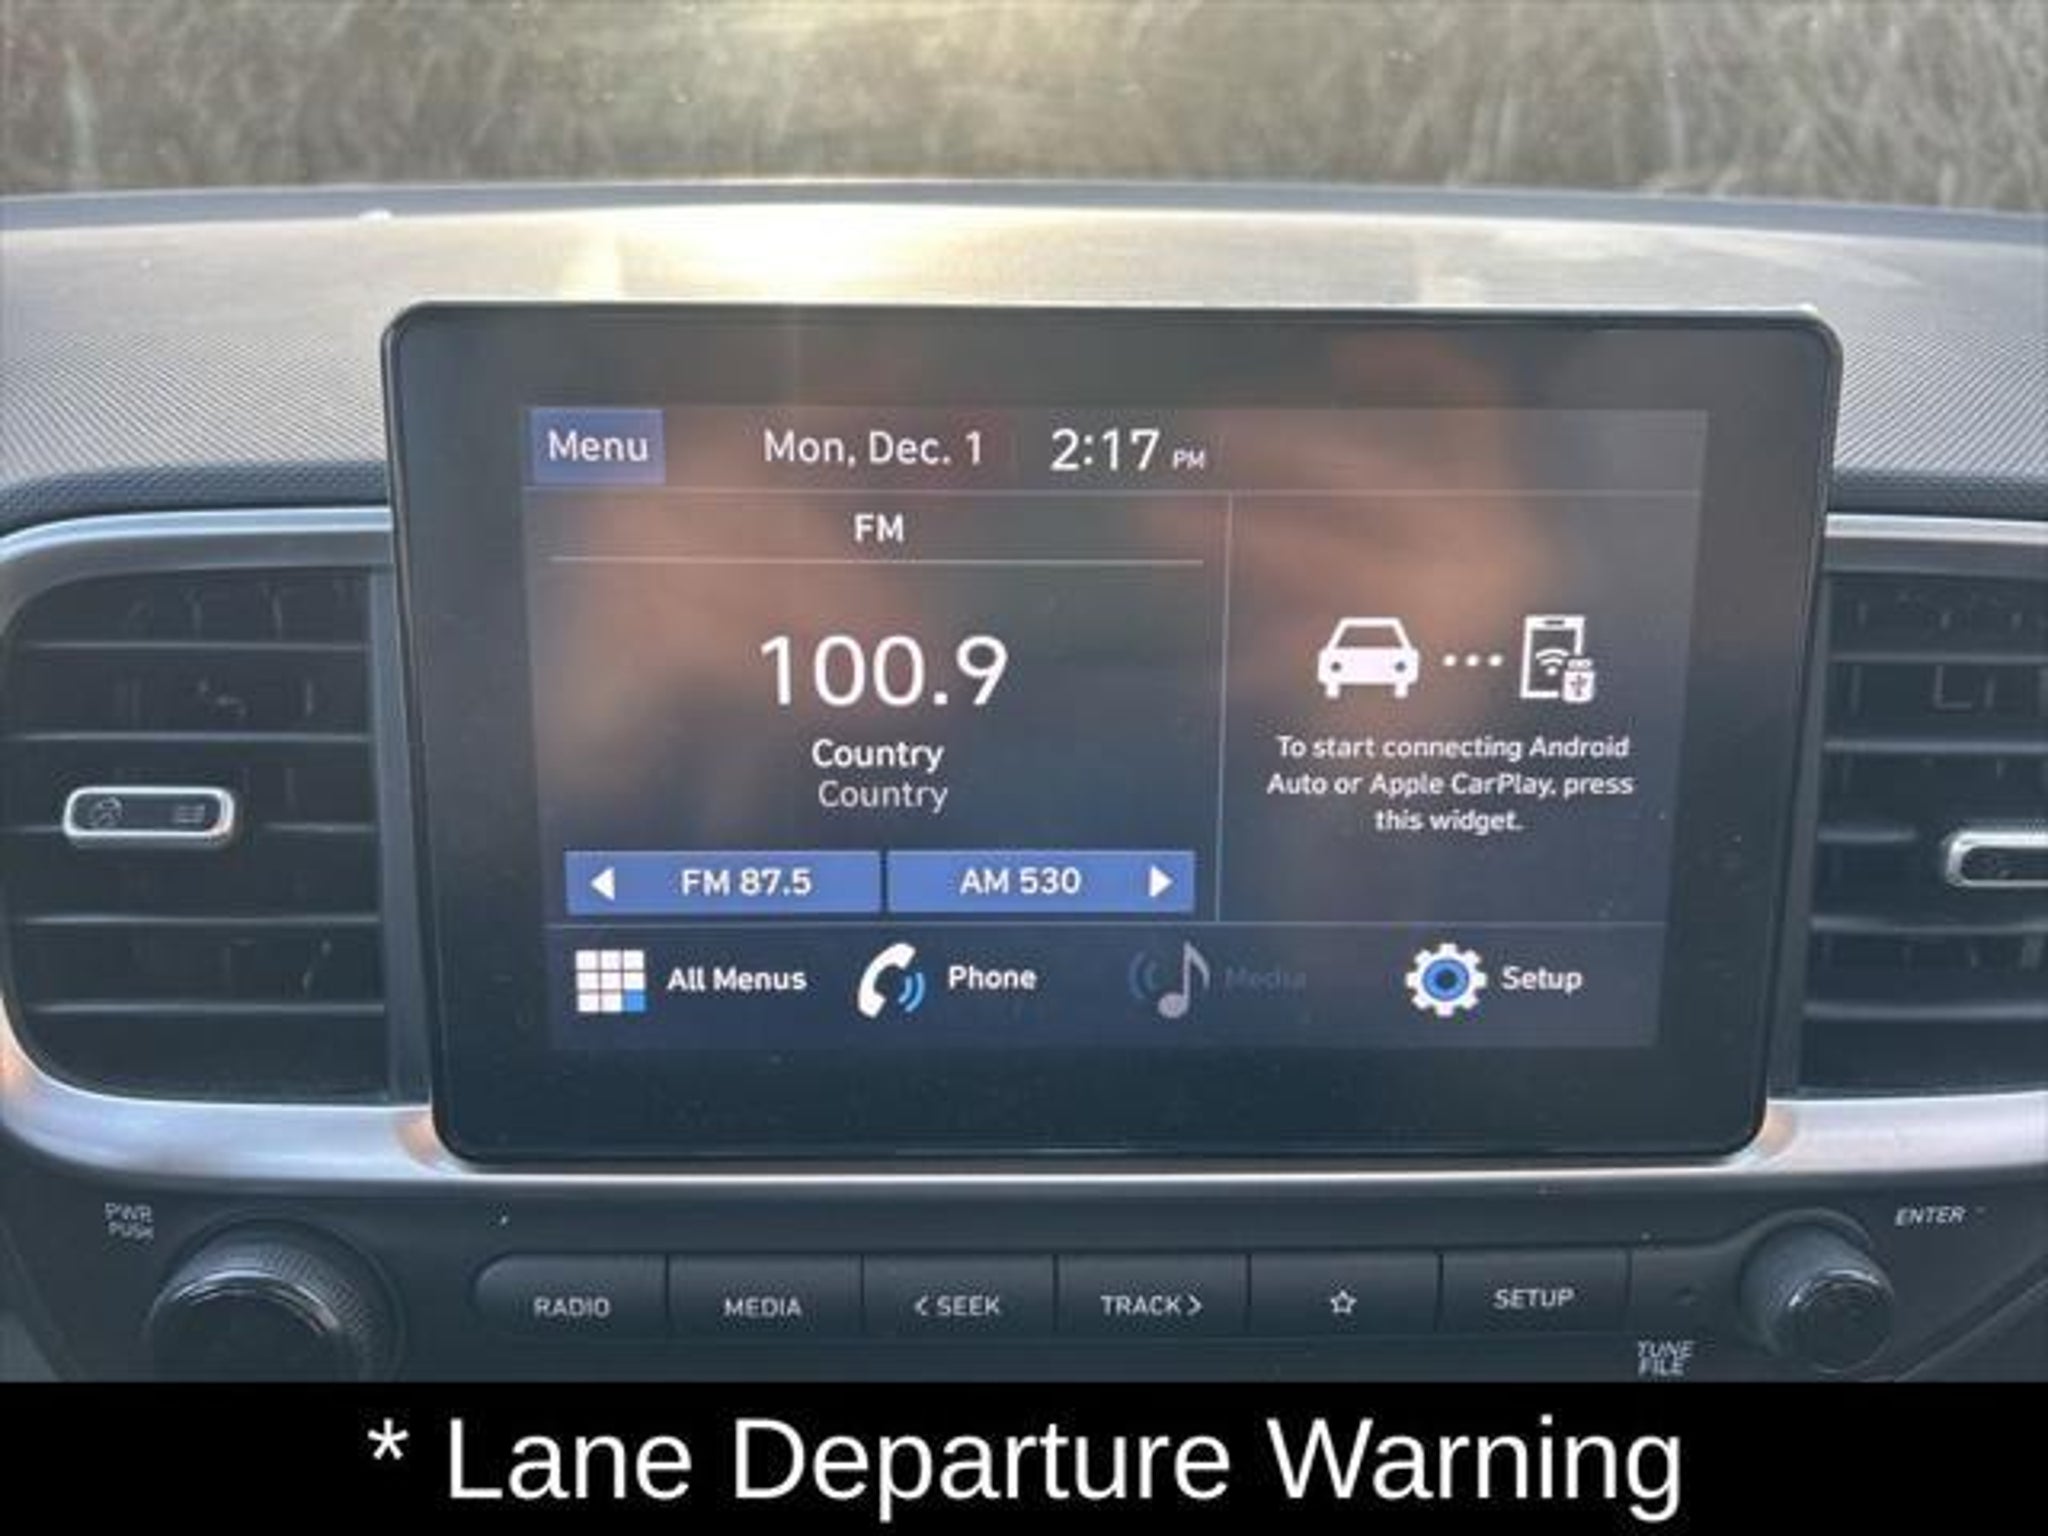 Menu Mon, Dec. 1 2:17 PM
FM
100.9
Country
Country
FM 87.5 AM 530
To start connecting Android
Auto or Apple CarPlay, press
this widget.
All Menus Phone Media Setup
PWR
PUSH
ENTER
RADIO MEDIA < SEEK TRACK > SETUP
TUNE
FILE
* Lane Departure Warning